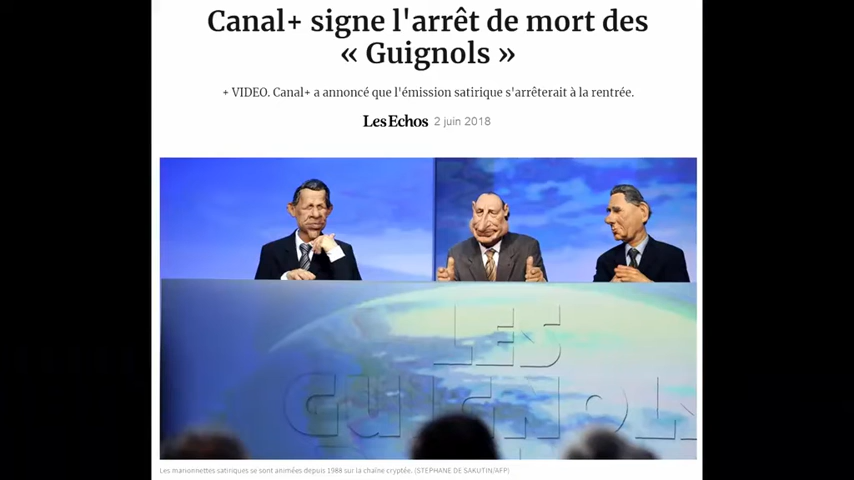 Canal+ signe l'arrêt de mort des
« Guignols »
+ VIDEO. Canal+ a annoncé que l'émission satirique s'arrêterait à la rentrée.
Les Echos 2 juin 2018
LES
GUIGNOLS
Les marionnettes satiriques se sont animées depuis 1988 sur la chaîne cryptée. (STEPHANE DE SAKUTIN/AFP)